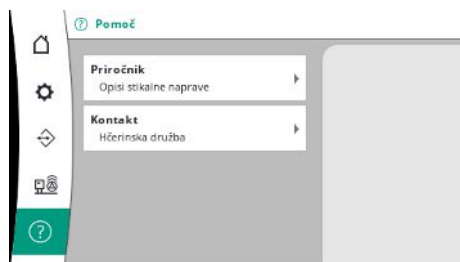 Pomoč
Priročnik
Opisi stikalne naprave
Kontakt
Hčerinska družba